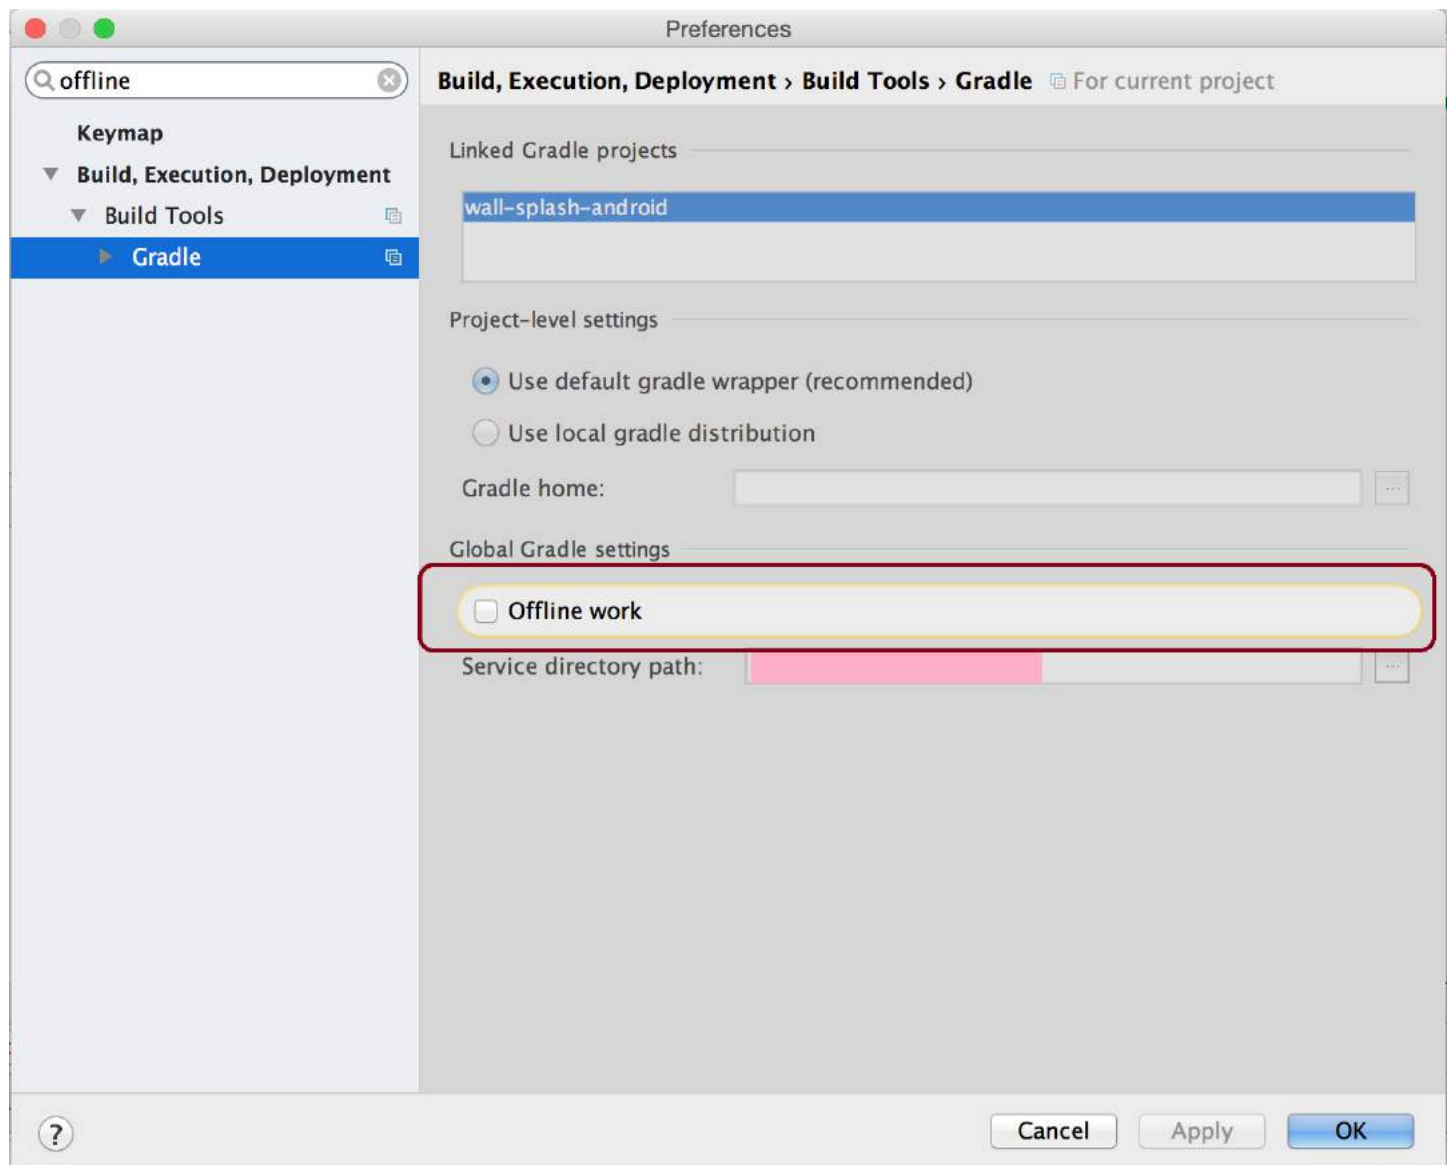 Preferences
offline
Keymap
Build, Execution, Deployment
Build Tools
Gradle
Build, Execution, Deployment › Build Tools › Gradle For current project
Linked Gradle projects
wall-splash-android
Project-level settings
Use default gradle wrapper (recommended)
Use local gradle distribution
Gradle home:
...
Global Gradle settings
Offline work
Service directory path:
...
?
Cancel
Apply
OK